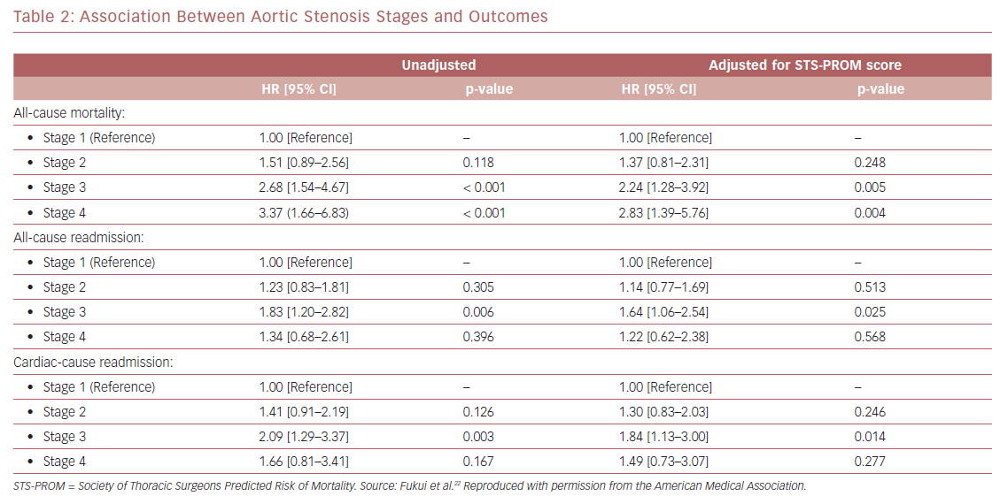 Table 2: Association Between Aortic Stenosis Stages and Outcomes
Unadjusted Adjusted for STS-PROM score
HR [95% CI] p-value HR [95% CI] p-value
All-cause mortality:
• Stage 1 (Reference) 1.00 [Reference] – 1.00 [Reference] –
• Stage 2 1.51 [0.89–2.56] 0.118 1.37 [0.81–2.31] 0.248
• Stage 3 2.68 [1.54–4.67] < 0.001 2.24 [1.28–3.92] 0.005
• Stage 4 3.37 (1.66–6.83) < 0.001 2.83 [1.39–5.76] 0.004
All-cause readmission:
• Stage 1 (Reference) 1.00 [Reference] – 1.00 [Reference] –
• Stage 2 1.23 [0.83–1.81] 0.305 1.14 [0.77–1.69] 0.513
• Stage 3 1.83 [1.20–2.82] 0.006 1.64 [1.06–2.54] 0.025
• Stage 4 1.34 [0.68–2.61] 0.396 1.22 [0.62–2.38] 0.568
Cardiac-cause readmission:
• Stage 1 (Reference) 1.00 [Reference] – 1.00 [Reference] –
• Stage 2 1.41 [0.91–2.19] 0.126 1.30 [0.83–2.03] 0.246
• Stage 3 2.09 [1.29–3.37] 0.003 1.84 [1.13–3.00] 0.014
• Stage 4 1.66 [0.81–3.41] 0.167 1.49 [0.73–3.07] 0.277
STS-PROM = Society of Thoracic Surgeons Predicted Risk of Mortality. Source: Fukui et al.²² Reproduced with permission from the American Medical Association.